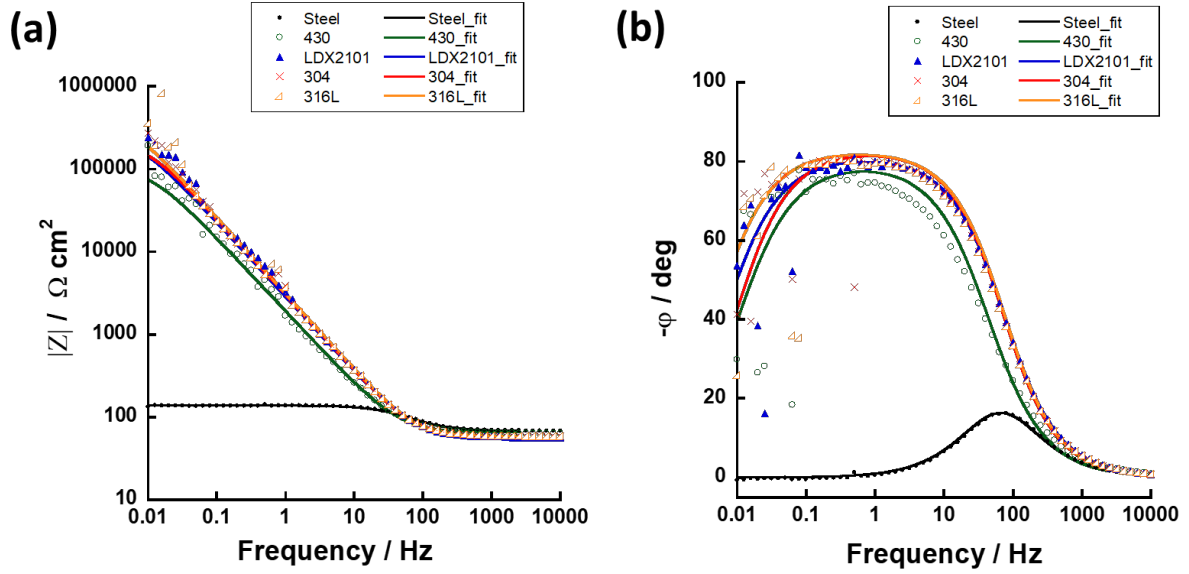 (a)
Steel Steel_fit
430 430_fit
LDX2101 LDX2101_fit
304 304_fit
316L 316L_fit
1000000
100000
10000
1000
100
10
|Z| / Ω cm²
0.01 0.1 1 10 100 1000 10000
Frequency / Hz
(b)
Steel Steel_fit
430 430_fit
LDX2101 LDX2101_fit
304 304_fit
316L 316L_fit
100
80
60
40
20
0
-φ / deg
0.01 0.1 1 10 100 1000 10000
Frequency / Hz